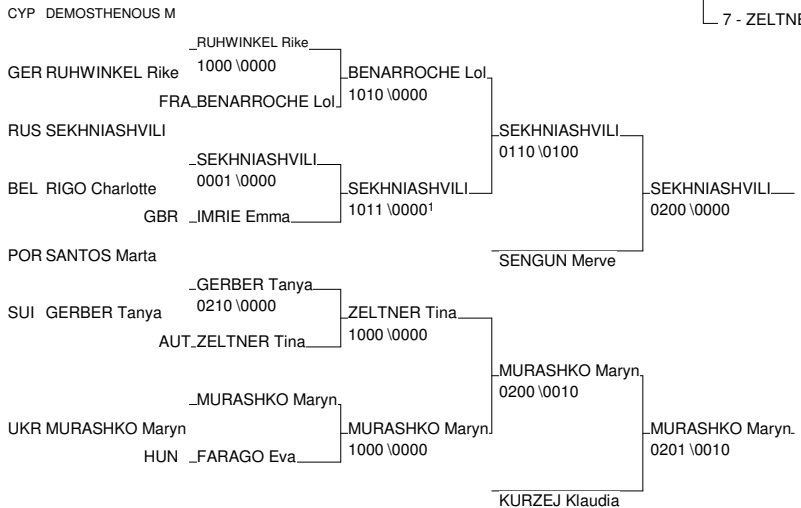 CYP DEMOSTHENOUS M
7 - ZELTNE
RUHWINKEL Rike
GER RUHWINKEL Rike 1000 \0000 BENARROCHE Lol
FRA BENARROCHE Lol 1010 \0000
RUS SEKHNIASHVILI SEKHNIASHVILI
0110 \0100
SEKHNIASHVILI
BEL RIGO Charlotte 0001 \0000 SEKHNIASHVILI SEKHNIASHVILI
GBR IMRIE Emma 1011 \0000¹ 0200 \0000
POR SANTOS Marta SENGUN Merve
GERBER Tanya
SUI GERBER Tanya 0210 \0000 ZELTNER Tina
AUT ZELTNER Tina 1000 \0000
MURASHKO Maryn
0200 \0010
MURASHKO Maryn
UKR MURASHKO Maryn MURASHKO Maryn MURASHKO Maryn
HUN FARAGO Eva 1000 \0000 0201 \0010
KURZEJ Klaudia